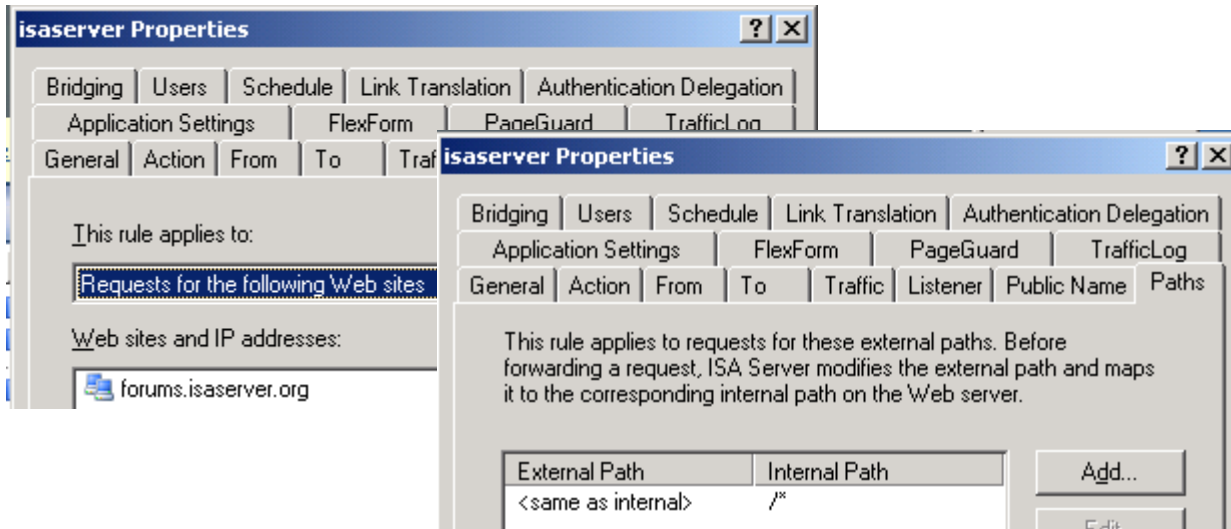 isaserver Properties
Bridging Users Schedule Link Translation Authentication Delegation
Application Settings FlexForm PageGuard TrafficLog
General Action From To
This rule applies to:
Requests for the following Web sites
Web sites and IP addresses:
forums.isaserver.org
isaserver Properties
Bridging Users Schedule Link Translation Authentication Delegation
Application Settings FlexForm PageGuard TrafficLog
General Action From To Traffic Listener Public Name Paths
This rule applies to requests for these external paths. Before
forwarding a request, ISA Server modifies the external path and maps
it to the corresponding internal path on the Web server.
External Path Internal Path
<same as internal> /*
Add...
Edit...